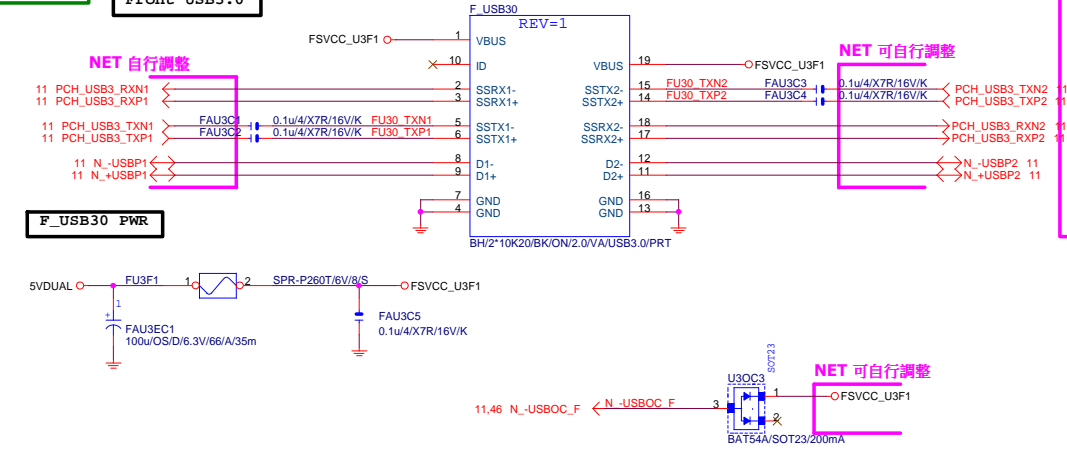 Front USB3.0
F_USB30
REV=1
FSVCC_U3F1
1 VBUS
10 ID
NET 自行調整
11 PCH_USB3_RXN1 2 SSRX1-
11 PCH_USB3_RXP1 3 SSRX1+
11 PCH_USB3_TXN1 FAU3C1 0.1u/4/X7R/16V/K FU30_TXN1 5 SSTX1-
11 PCH_USB3_TXP1 FAU3C2 0.1u/4/X7R/16V/K FU30_TXP1 6 SSTX1+
11 N_-USBP1 8 D1-
11 N_+USBP1 9 D1+
7 GND
4 GND
NET 可自行調整
VBUS 19 FSVCC_U3F1
SSTX2- 15 FU30_TXN2 FAU3C3 0.1u/4/X7R/16V/K PCH_USB3_TXN2 11
SSTX2+ 14 FU30_TXP2 FAU3C4 0.1u/4/X7R/16V/K PCH_USB3_TXP2 11
SSRX2- 18 PCH_USB3_RXN2 11
SSRX2+ 17 PCH_USB3_RXP2 11
D2- 12 N_-USBP2 11
D2+ 11 N_+USBP2 11
GND 16
GND 13
BH/2*10K20/BK/ON/2.0/VA/USB3.0/PRT
F_USB30 PWR
5VDUAL FU3F1 1 2 SPR-P260T/6V/8/S FSVCC_U3F1
1
+
FAU3EC1
100u/OS/D/6.3V/66/A/35m
FAU3C5
0.1u/4/X7R/16V/K
SOT23
NET 可自行調整
U3OC3
1 FSVCC_U3F1
11,46 N_-USBOC_F N_-USBOC_F 3
2
BAT54A/SOT23/200mA